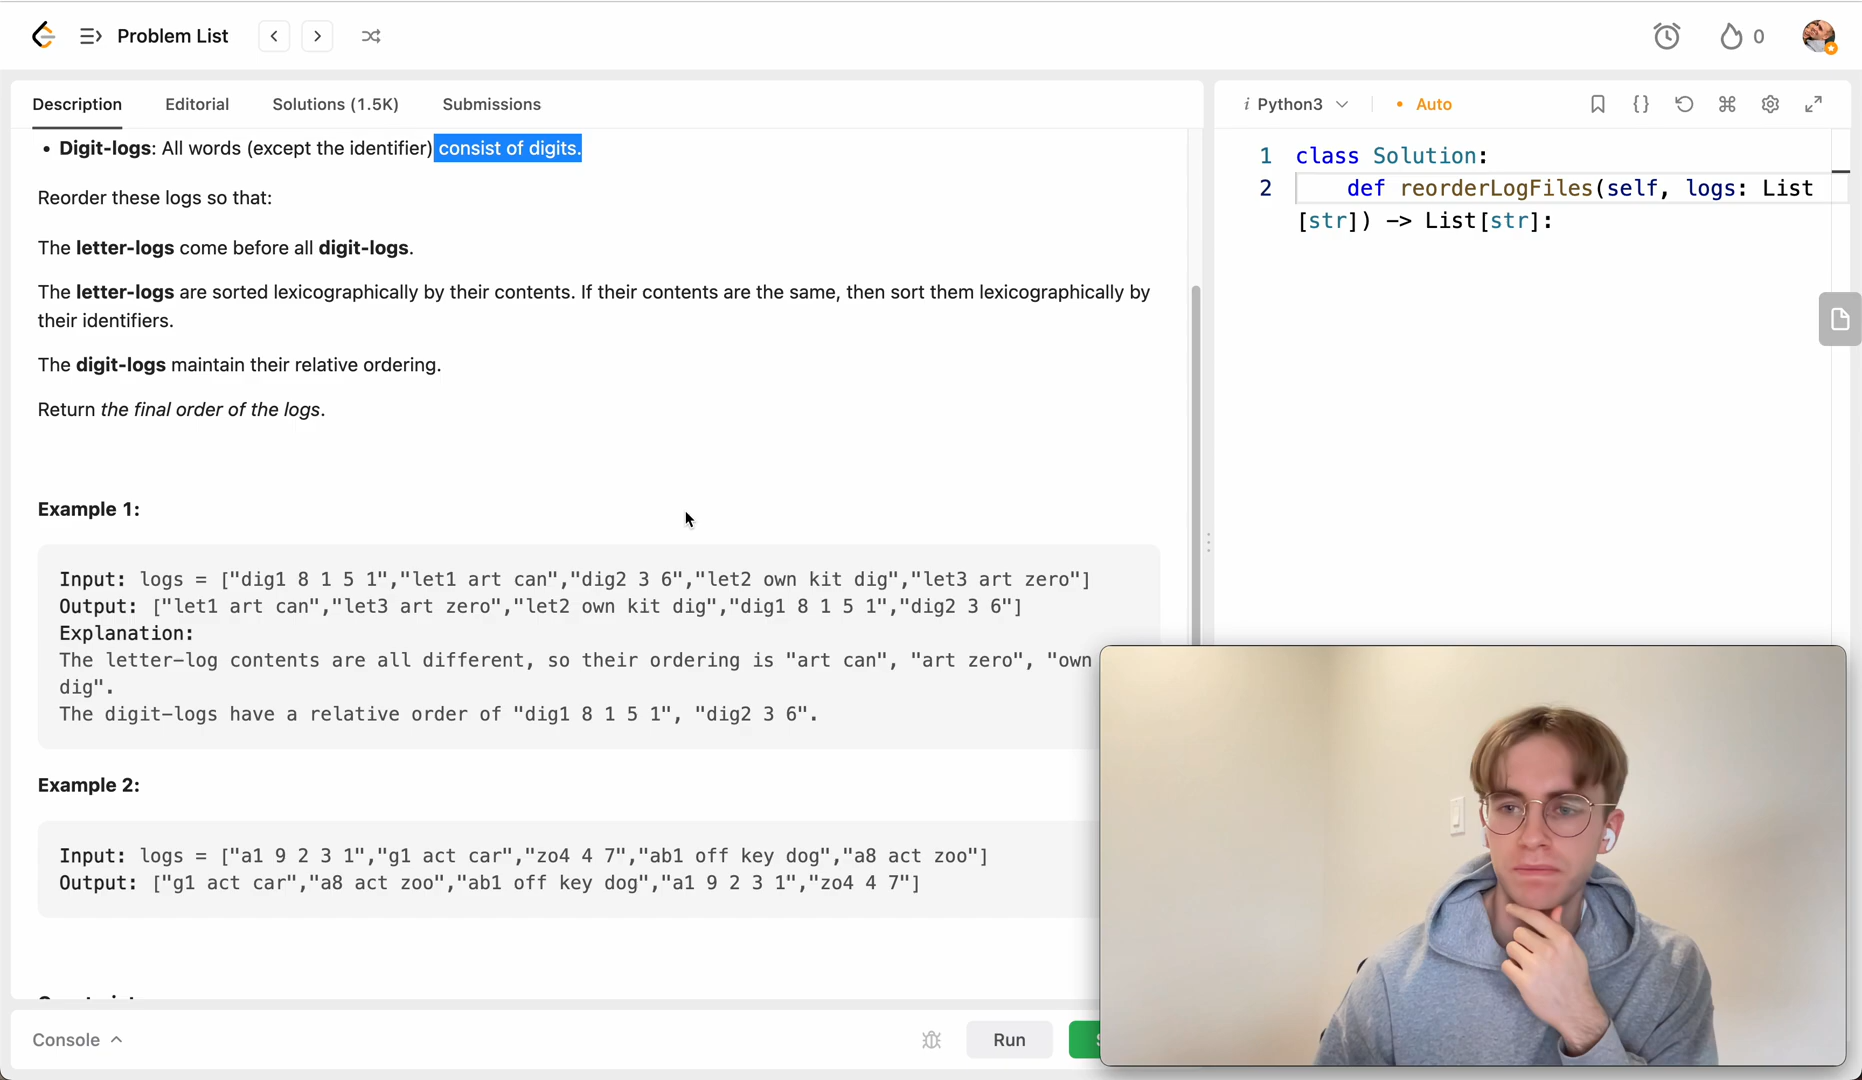 Problem List
0
Description Editorial Solutions (1.5K) Submissions
• Digit-logs: All words (except the identifier) consist of digits.
Reorder these logs so that:
The letter-logs come before all digit-logs.
The letter-logs are sorted lexicographically by their contents. If their contents are the same, then sort them lexicographically by
their identifiers.
The digit-logs maintain their relative ordering.
Return the final order of the logs.
Example 1:
Input: logs = ["dig1 8 1 5 1","let1 art can","dig2 3 6","let2 own kit dig","let3 art zero"]
Output: ["let1 art can","let3 art zero","let2 own kit dig","dig1 8 1 5 1","dig2 3 6"]
Explanation:
The letter-log contents are all different, so their ordering is "art can", "art zero", "own
dig".
The digit-logs have a relative order of "dig1 8 1 5 1", "dig2 3 6".
Example 2:
Input: logs = ["a1 9 2 3 1","g1 act car","zo4 4 7","ab1 off key dog","a8 act zoo"]
Output: ["g1 act car","a8 act zoo","ab1 off key dog","a1 9 2 3 1","zo4 4 7"]
Console
Run
i Python3 • Auto
1 class Solution:
2 def reorderLogFiles(self, logs: List
[str]) -> List[str]: